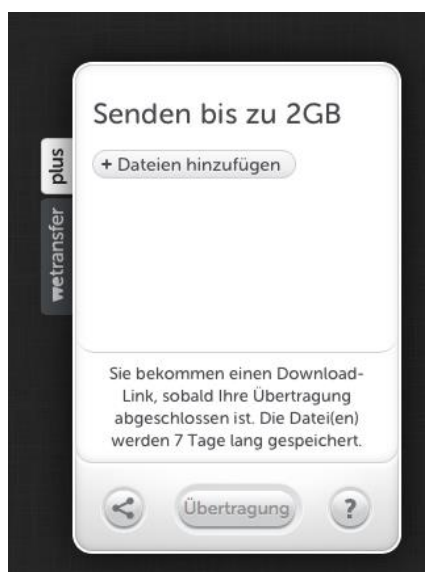 Senden bis zu 2GB
+ Dateien hinzufügen
plus
wetransfer
Sie bekommen einen Download-
Link, sobald Ihre Übertragung
abgeschlossen ist. Die Datei(en)
werden 7 Tage lang gespeichert.
Übertragung
?